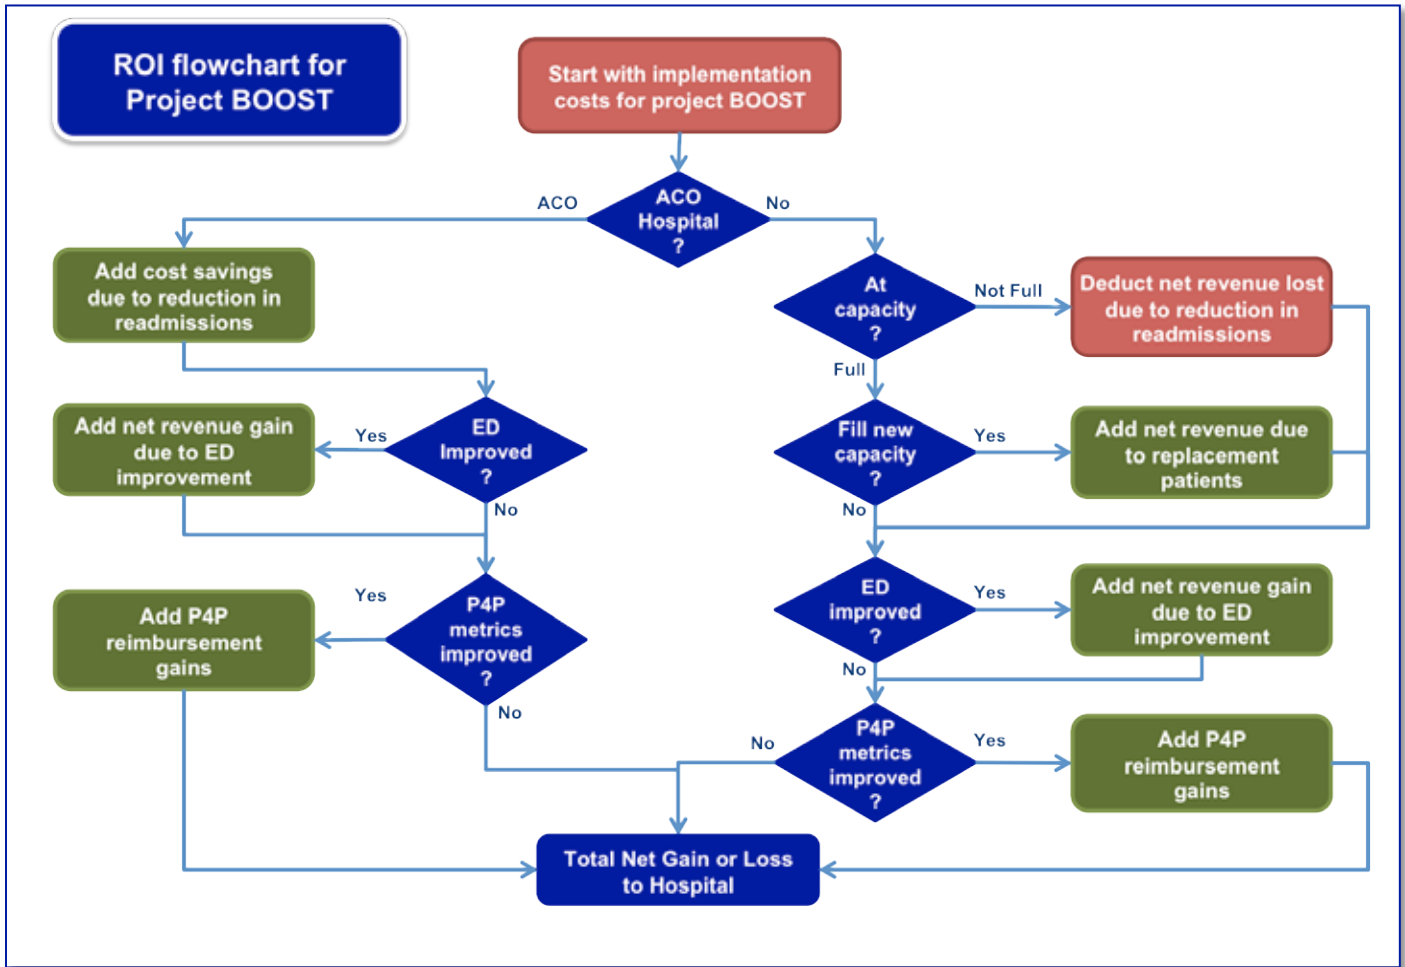 ROI flowchart for
Project BOOST
Start with implementation
costs for project BOOST
ACO
Hospital
?
ACO
No
Add cost savings
due to reduction in
readmissions
At
capacity
?
Not Full
Deduct net revenue lost
due to reduction in
readmissions
Full
ED
Improved
?
Yes
Add net revenue gain
due to ED
improvement
No
Fill new
capacity
?
Yes
Add net revenue due
to replacement
patients
No
P4P
metrics
improved
?
Yes
Add P4P
reimbursement
gains
No
ED
improved
?
Yes
Add net revenue gain
due to ED
improvement
No
P4P
metrics
improved
?
No
Yes
Add P4P
reimbursement
gains
Total Net Gain or Loss
to Hospital